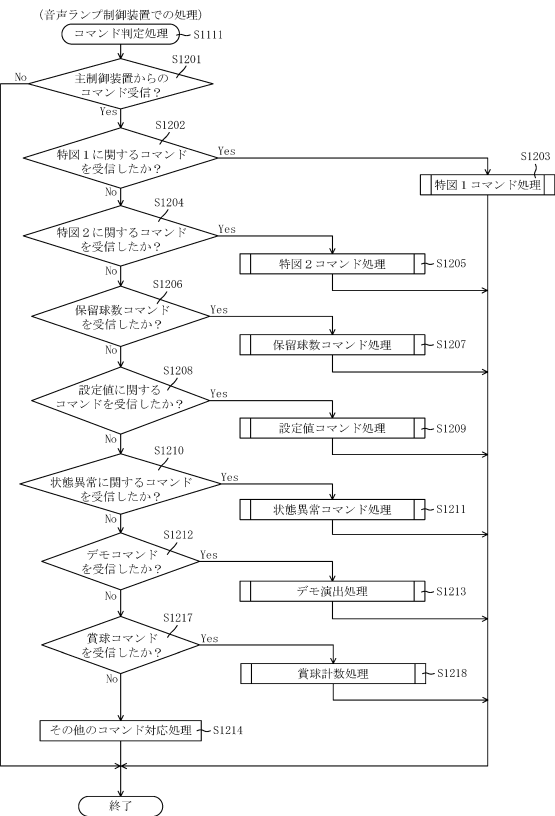 (音声ランプ制御装置での処理)
コマンド判定処理
S1111
S1201
主制御装置からの
コマンド受信？
No
Yes
S1202
特図１に関するコマンド
を受信したか？
Yes
No
S1203
特図１コマンド処理
S1204
特図２に関するコマンド
を受信したか？
Yes
No
特図２コマンド処理
S1205
S1206
保留球数コマンド
を受信したか？
Yes
No
保留球数コマンド処理
S1207
S1208
設定値に関する
コマンドを受信したか？
Yes
No
設定値コマンド処理
S1209
S1210
状態異常に関するコマンド
を受信したか？
Yes
No
状態異常コマンド処理
S1211
S1212
デモコマンド
を受信したか？
Yes
No
デモ演出処理
S1213
S1217
賞球コマンド
を受信したか？
Yes
No
賞球計数処理
S1218
その他のコマンド対応処理
S1214
終了